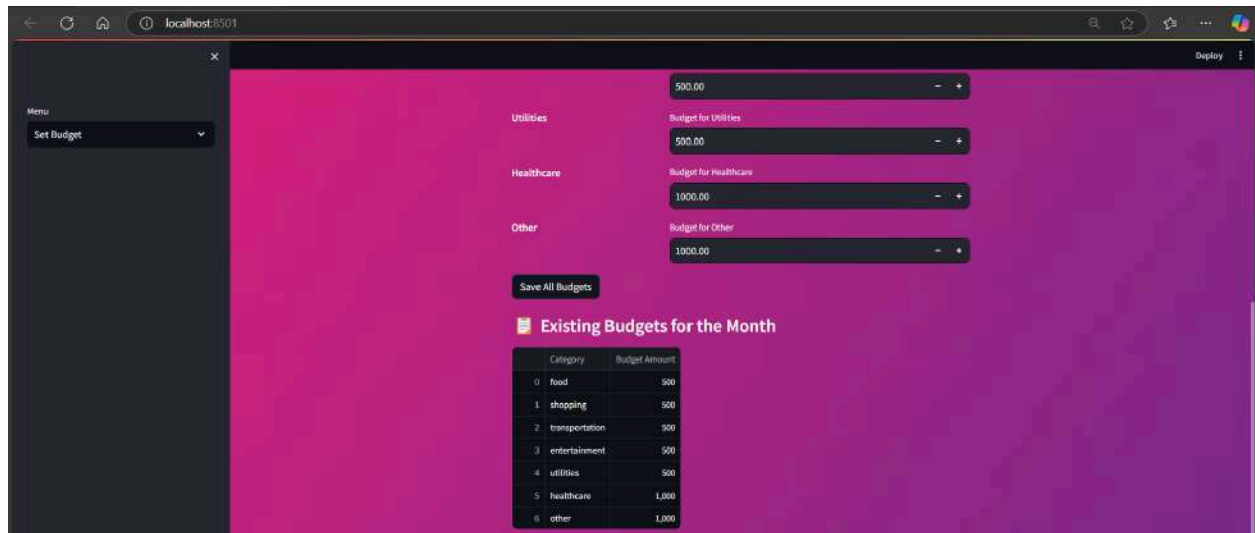 localhost:8501
Deploy
Menu
Set Budget
500.00
Utilities
Budget for Utilities
500.00
Healthcare
Budget for Healthcare
1000.00
Other
Budget for Other
1000.00
Save All Budgets
Existing Budgets for the Month
Category Budget Amount
0 food 500
1 shopping 500
2 transportation 500
3 entertainment 500
4 utilities 500
5 healthcare 1,000
6 other 1,000